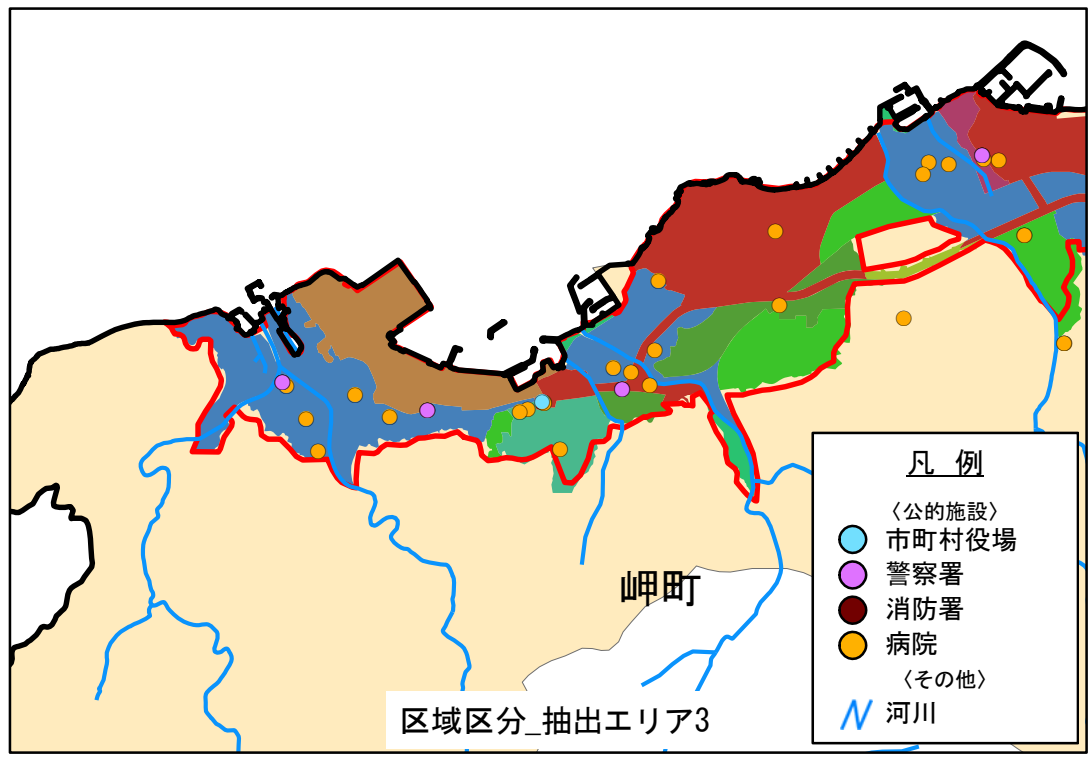 岬町
区域区分_抽出エリア3
凡 例
〈公的施設〉
市町村役場
警察署
消防署
病院
〈その他〉
河川